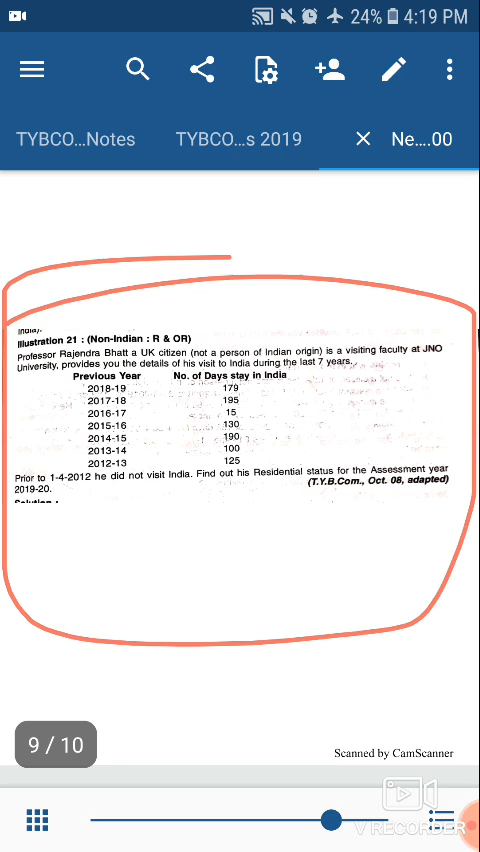 24% 4:19 PM
TYBCO...Notes TYBCO...s 2019 Ne....00
India).
Illustration 21 : (Non-Indian : R & OR)
Professor Rajendra Bhatt a UK citizen (not a person of Indian origin) is a visiting faculty at JNO
University, provides you the details of his visit to India during the last 7 years.
Previous Year No. of Days stay in India
2018-19 179
2017-18 195
2016-17 15
2015-16 130
2014-15 190
2013-14 100
2012-13 125
Prior to 1-4-2012 he did not visit India. Find out his Residential status for the Assessment year
2019-20. (T.Y.B.Com., Oct. 08, adapted)
Solution :
9 / 10
Scanned by CamScanner
V RECORDER